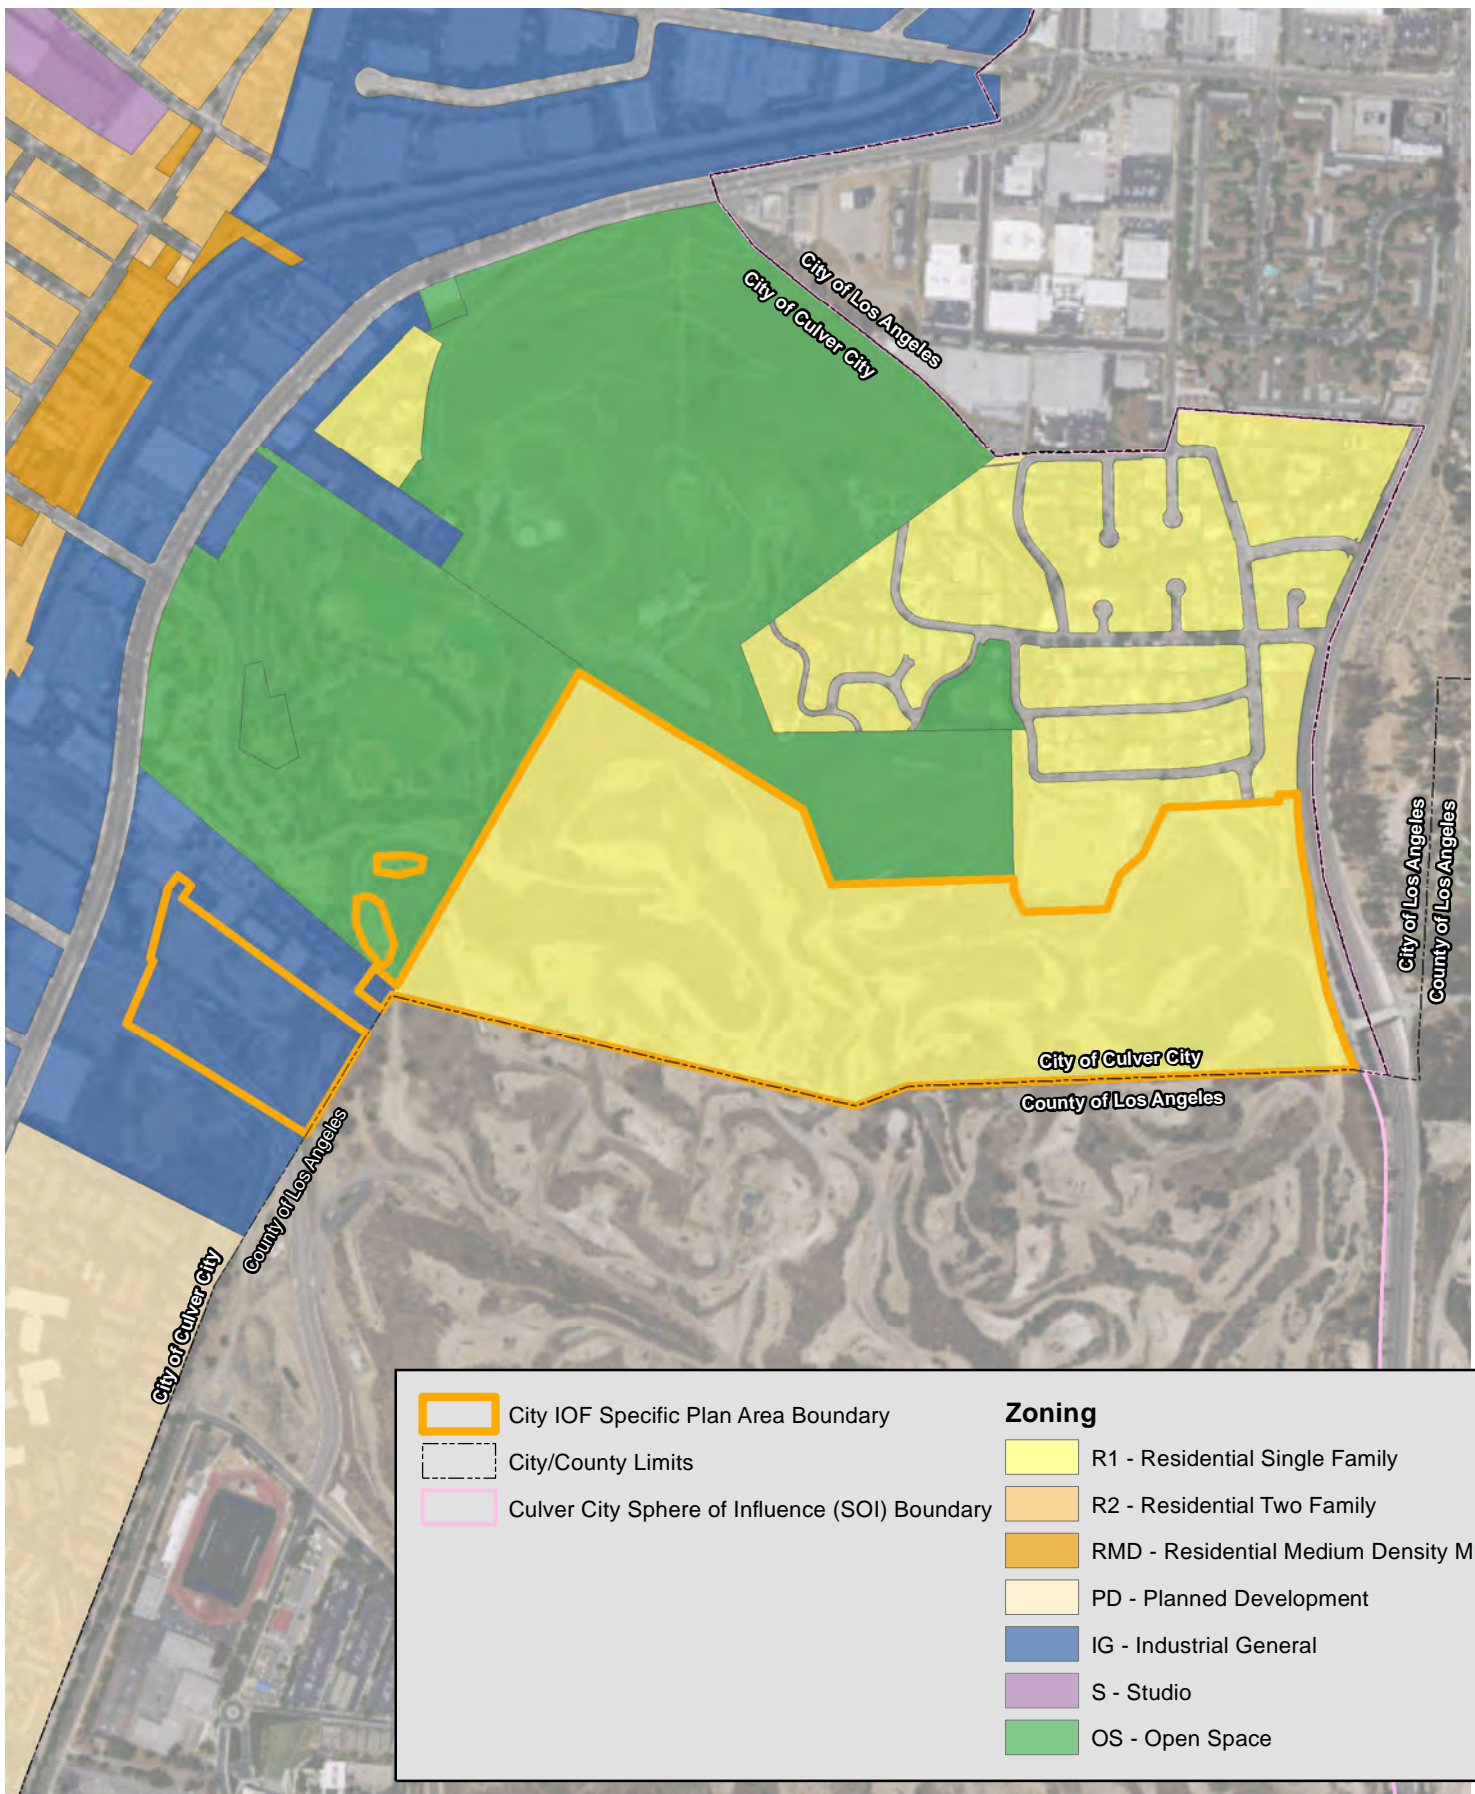 City of Los Angeles
City of Culver City
City of Los Angeles
County of Los Angeles
City of Culver City
County of Los Angeles
County of Los Angeles
City of Culver City
City IOF Specific Plan Area Boundary
City/County Limits
Culver City Sphere of Influence (SOI) Boundary
Zoning
R1 - Residential Single Family
R2 - Residential Two Family
RMD - Residential Medium Density M
PD - Planned Development
IG - Industrial General
S - Studio
OS - Open Space